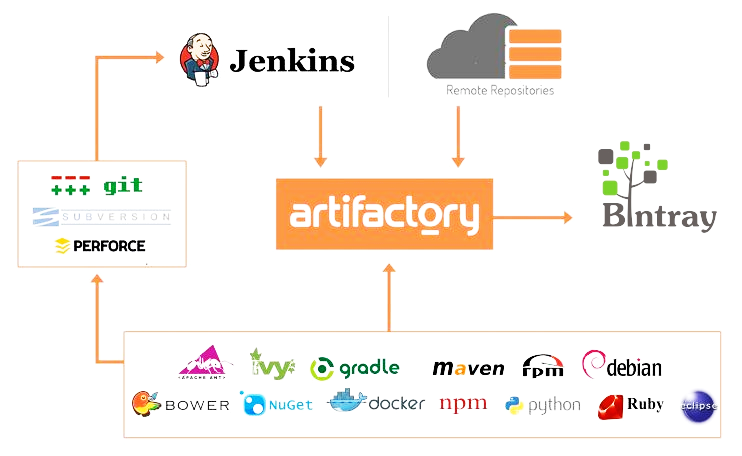 Jenkins
Remote Repositories
git
SUBVERSION
PERFORCE
artifactory
Bintray
APACHE ANT
ivy
gradle
maven
rpm
debian
BOWER
NuGet
docker
npm
python
Ruby
eclipse